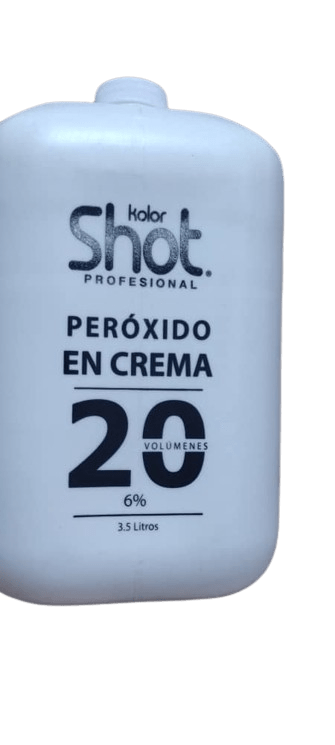 kolor
Shot.
PROFESIONAL
PERÓXIDO
EN CREMA
20
VOLÚMENES
6%
3.5 Litros